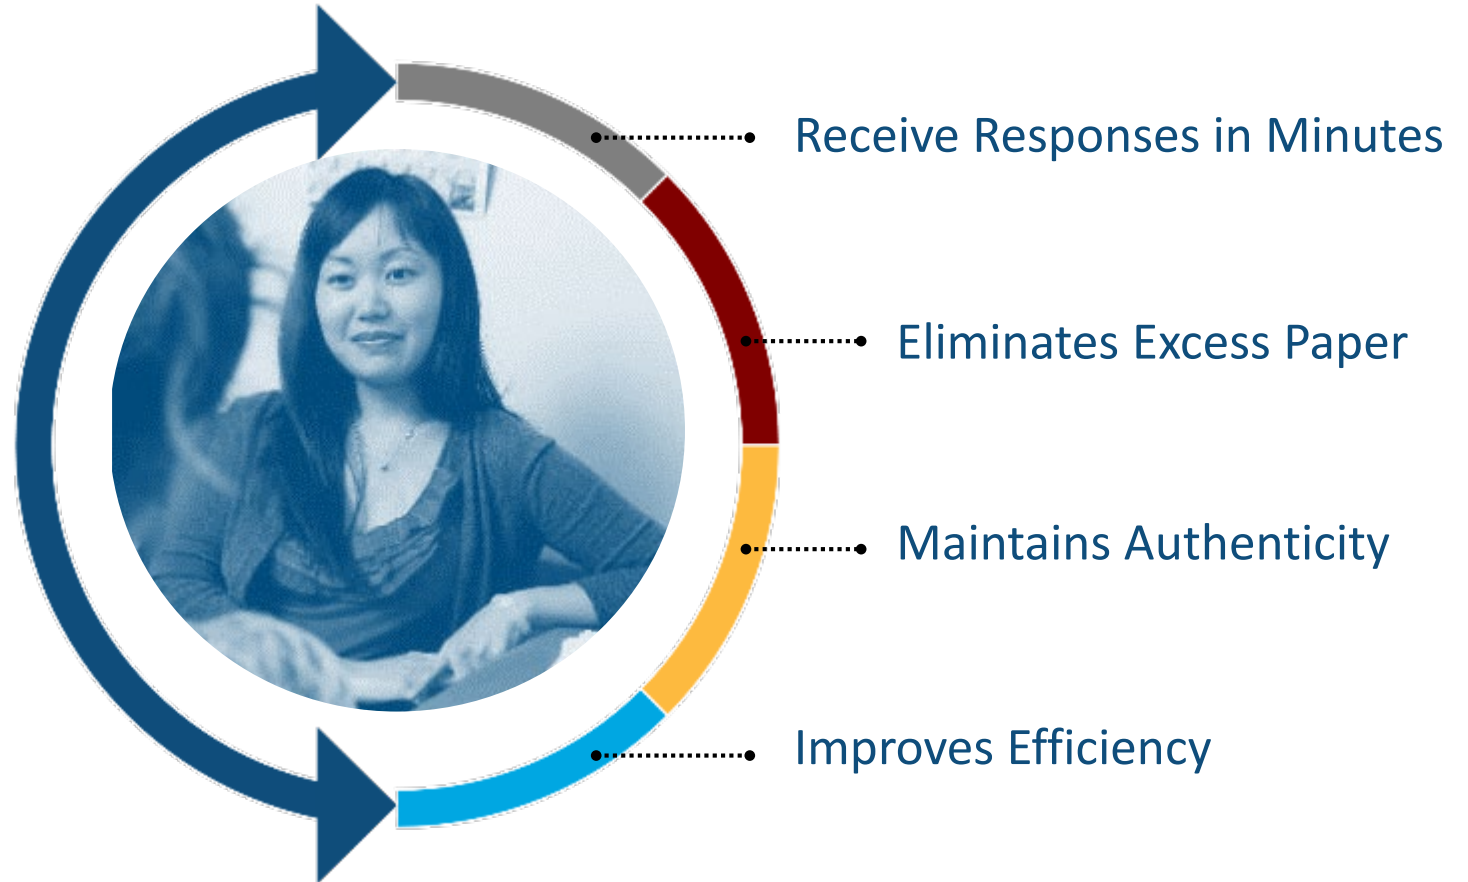 Receive Responses in Minutes
Eliminates Excess Paper
Maintains Authenticity
Improves Efficiency